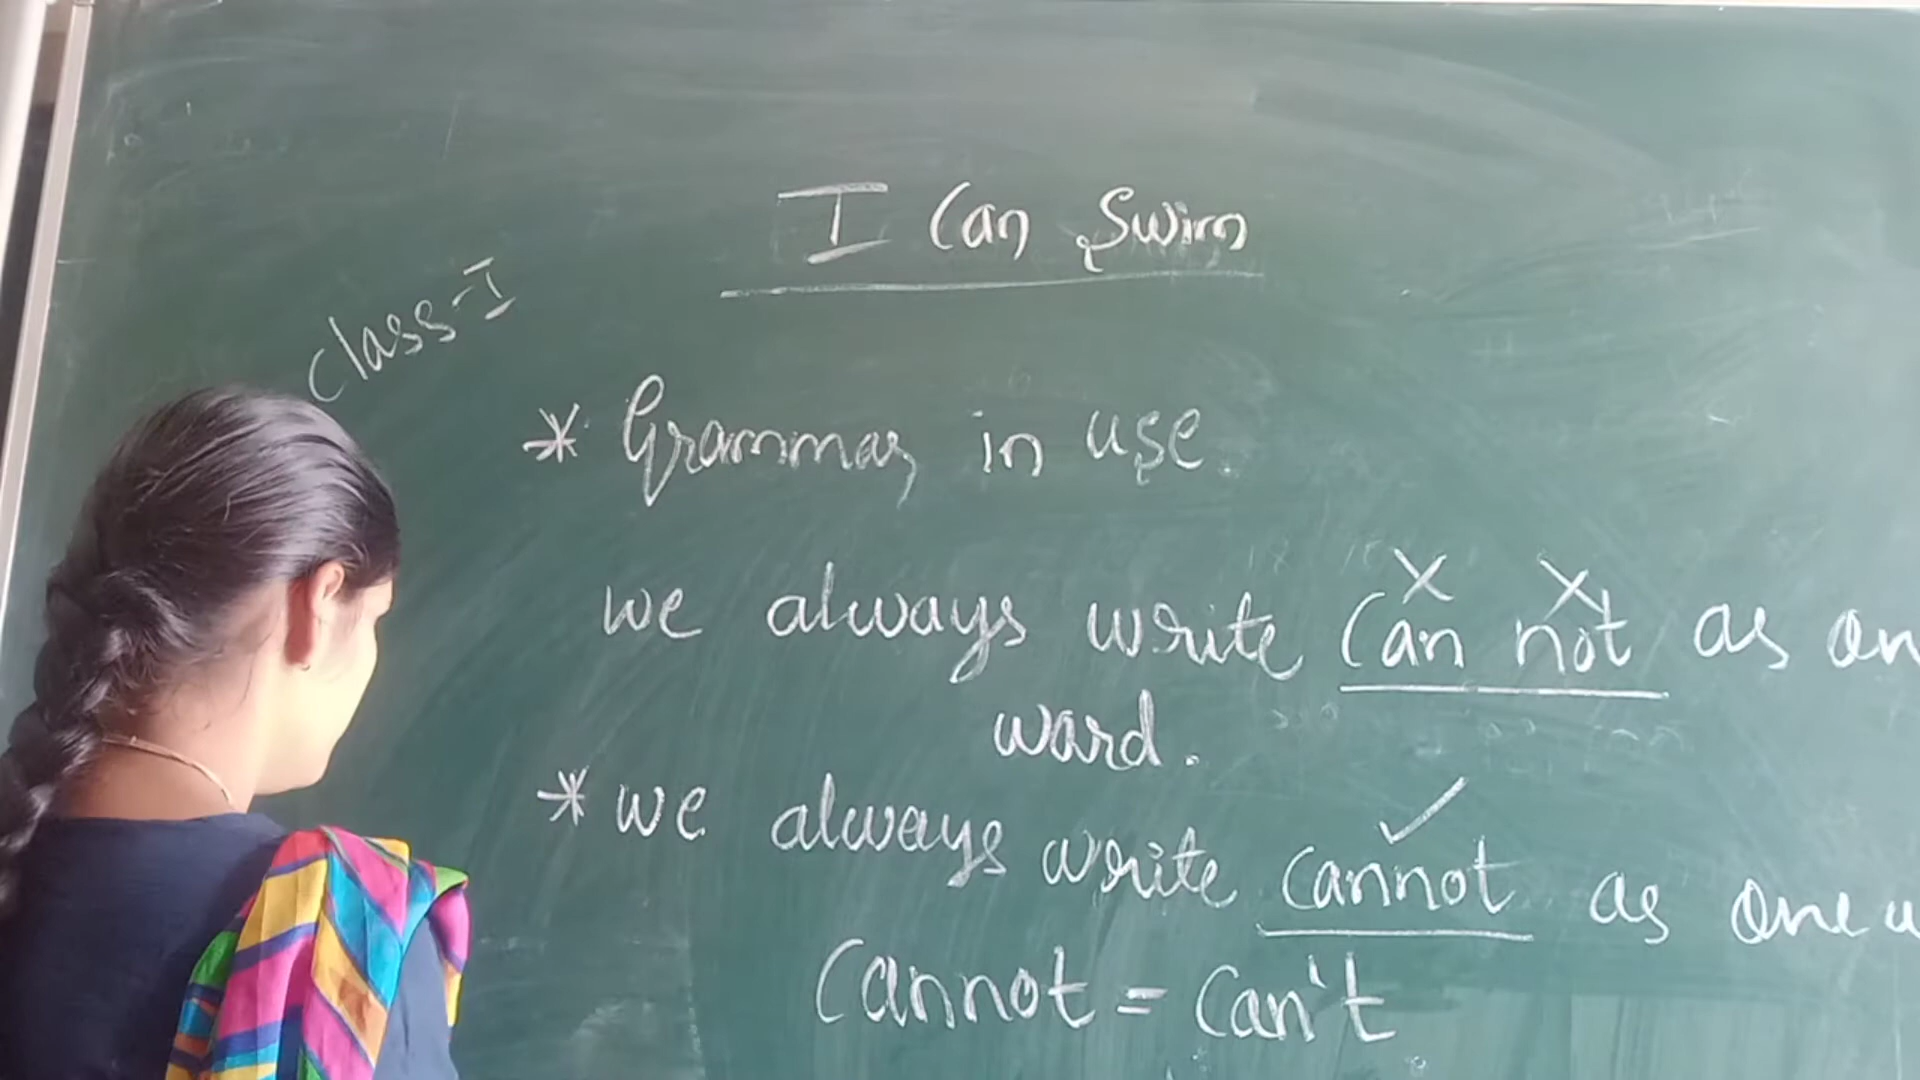 I Can Swim
Class-I
* Grammar in use
X X
we always write Can not as on
word.
✓
* we always write cannot as one w
Cannot = Can't